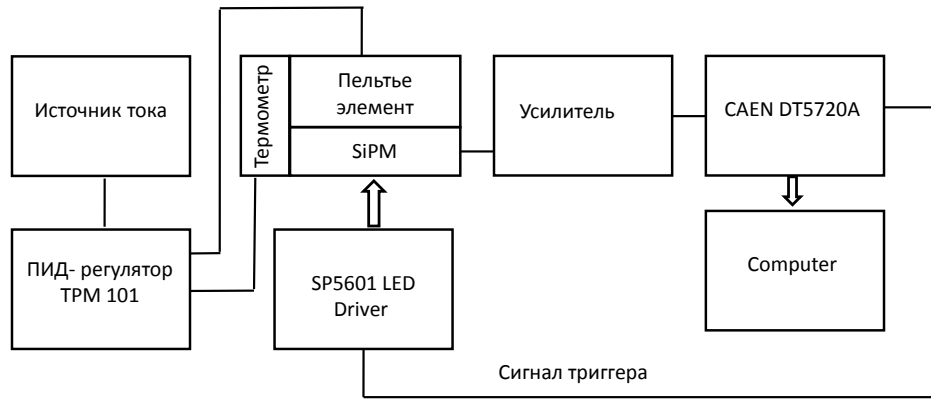 Источник тока
ПИД- регулятор
ТРМ 101
Термометр
Пельтье
элемент
SiPM
SP5601 LED
Driver
Усилитель
CAEN DT5720A
Computer
Сигнал триггера